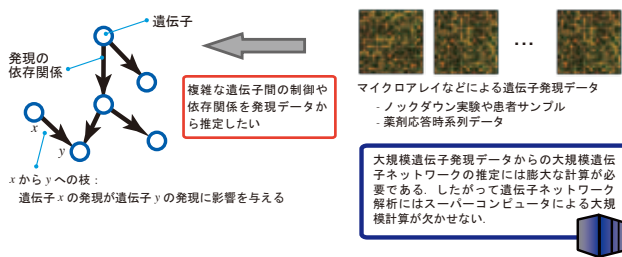 遺伝子
発現の
依存関係
x
y
xからyへの枝：
遺伝子xの発現が遺伝子yの発現に影響を与える
複雑な遺伝子間の制御や
依存関係を発現データか
ら推定したい
…
マイクロアレイなどによる遺伝子発現データ
- ノックダウン実験や患者サンプル
- 薬剤応答時系列データ
大規模遺伝子発現データからの大規模遺伝
子ネットワークの推定には膨大な計算が必
要である．したがって遺伝子ネットワーク
解析にはスーパーコンピュータによる大規
模計算が欠かせない．